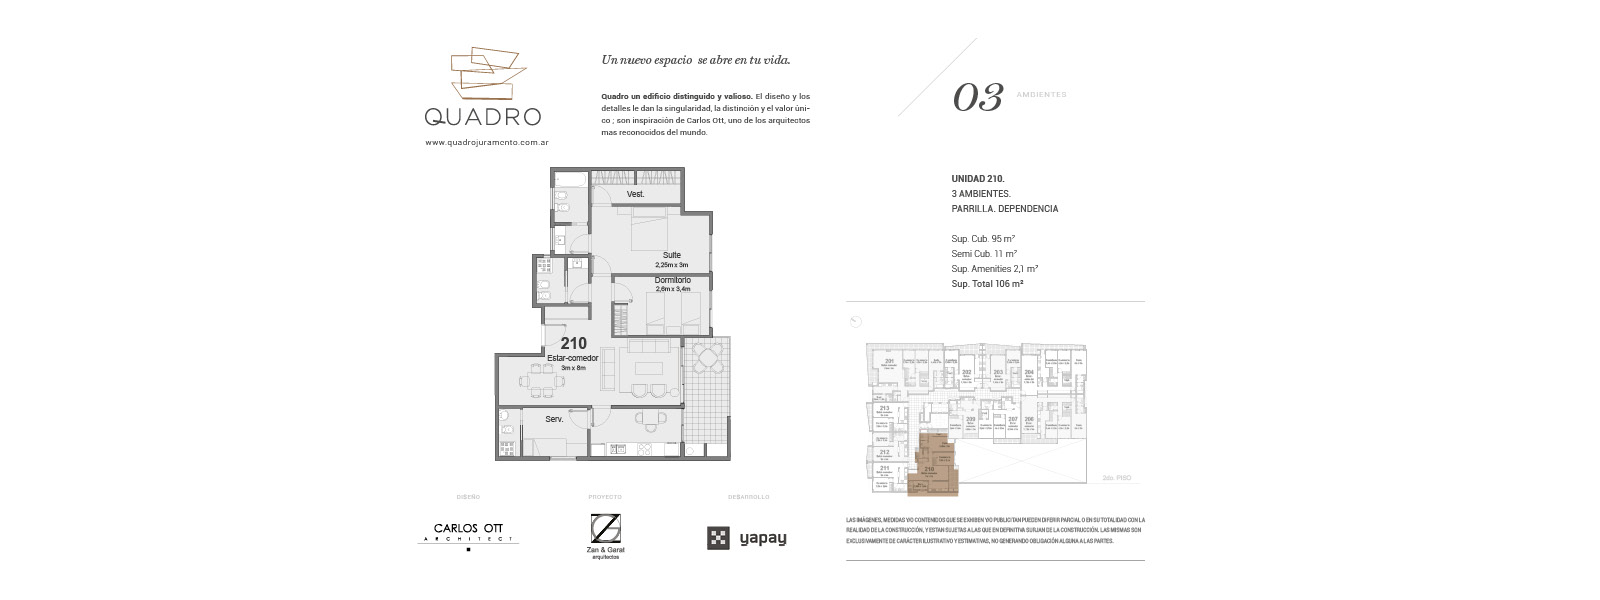 QUADRO
www.quadrojuramento.com.ar
Un nuevo espacio se abre en tu vida.
Quadro un edificio distinguido y valioso. El diseño y los
detalles le dan la singularidad, la distinción y el valor úni-
co ; son inspiración de Carlos Ott, uno de los arquitectos
mas reconocidos del mundo.
03 AMBIENTES
UNIDAD 210.
3 AMBIENTES.
PARRILLA. DEPENDENCIA
Sup. Cub. 95 m²
Semi Cub. 11 m²
Sup. Amenities 2,1 m²
Sup. Total 106 m²
Vest.
Suite
2,25m x 3m
Dormitorio
2,6m x 3,4m
210
Estar-comedor
3m x 8m
Serv.
201
202
203
204
213
209
207
206
212
211
210
2do. PISO
LAS IMÁGENES, MEDIDAS Y/O CONTENIDOS QUE SE EXHIBEN Y/O PUBLICITAN PUEDEN DIFERIR PARCIAL O EN SU TOTALIDAD CON LA
REALIDAD DE LA CONSTRUCCIÓN, Y ESTAN SUJETAS A LAS QUE EN DEFINITIVA SURJAN DE LA CONSTRUCCIÓN. LAS MISMAS SON
EXCLUSIVAMENTE DE CARÁCTER ILUSTRATIVO Y ESTIMATIVAS, NO GENERANDO OBLIGACIÓN ALGUNA A LAS PARTES.
DISEÑO
PROYECTO
DESARROLLO
CARLOS OTT
ARCHITECT
Zan & Garat
arquitectos
yapay